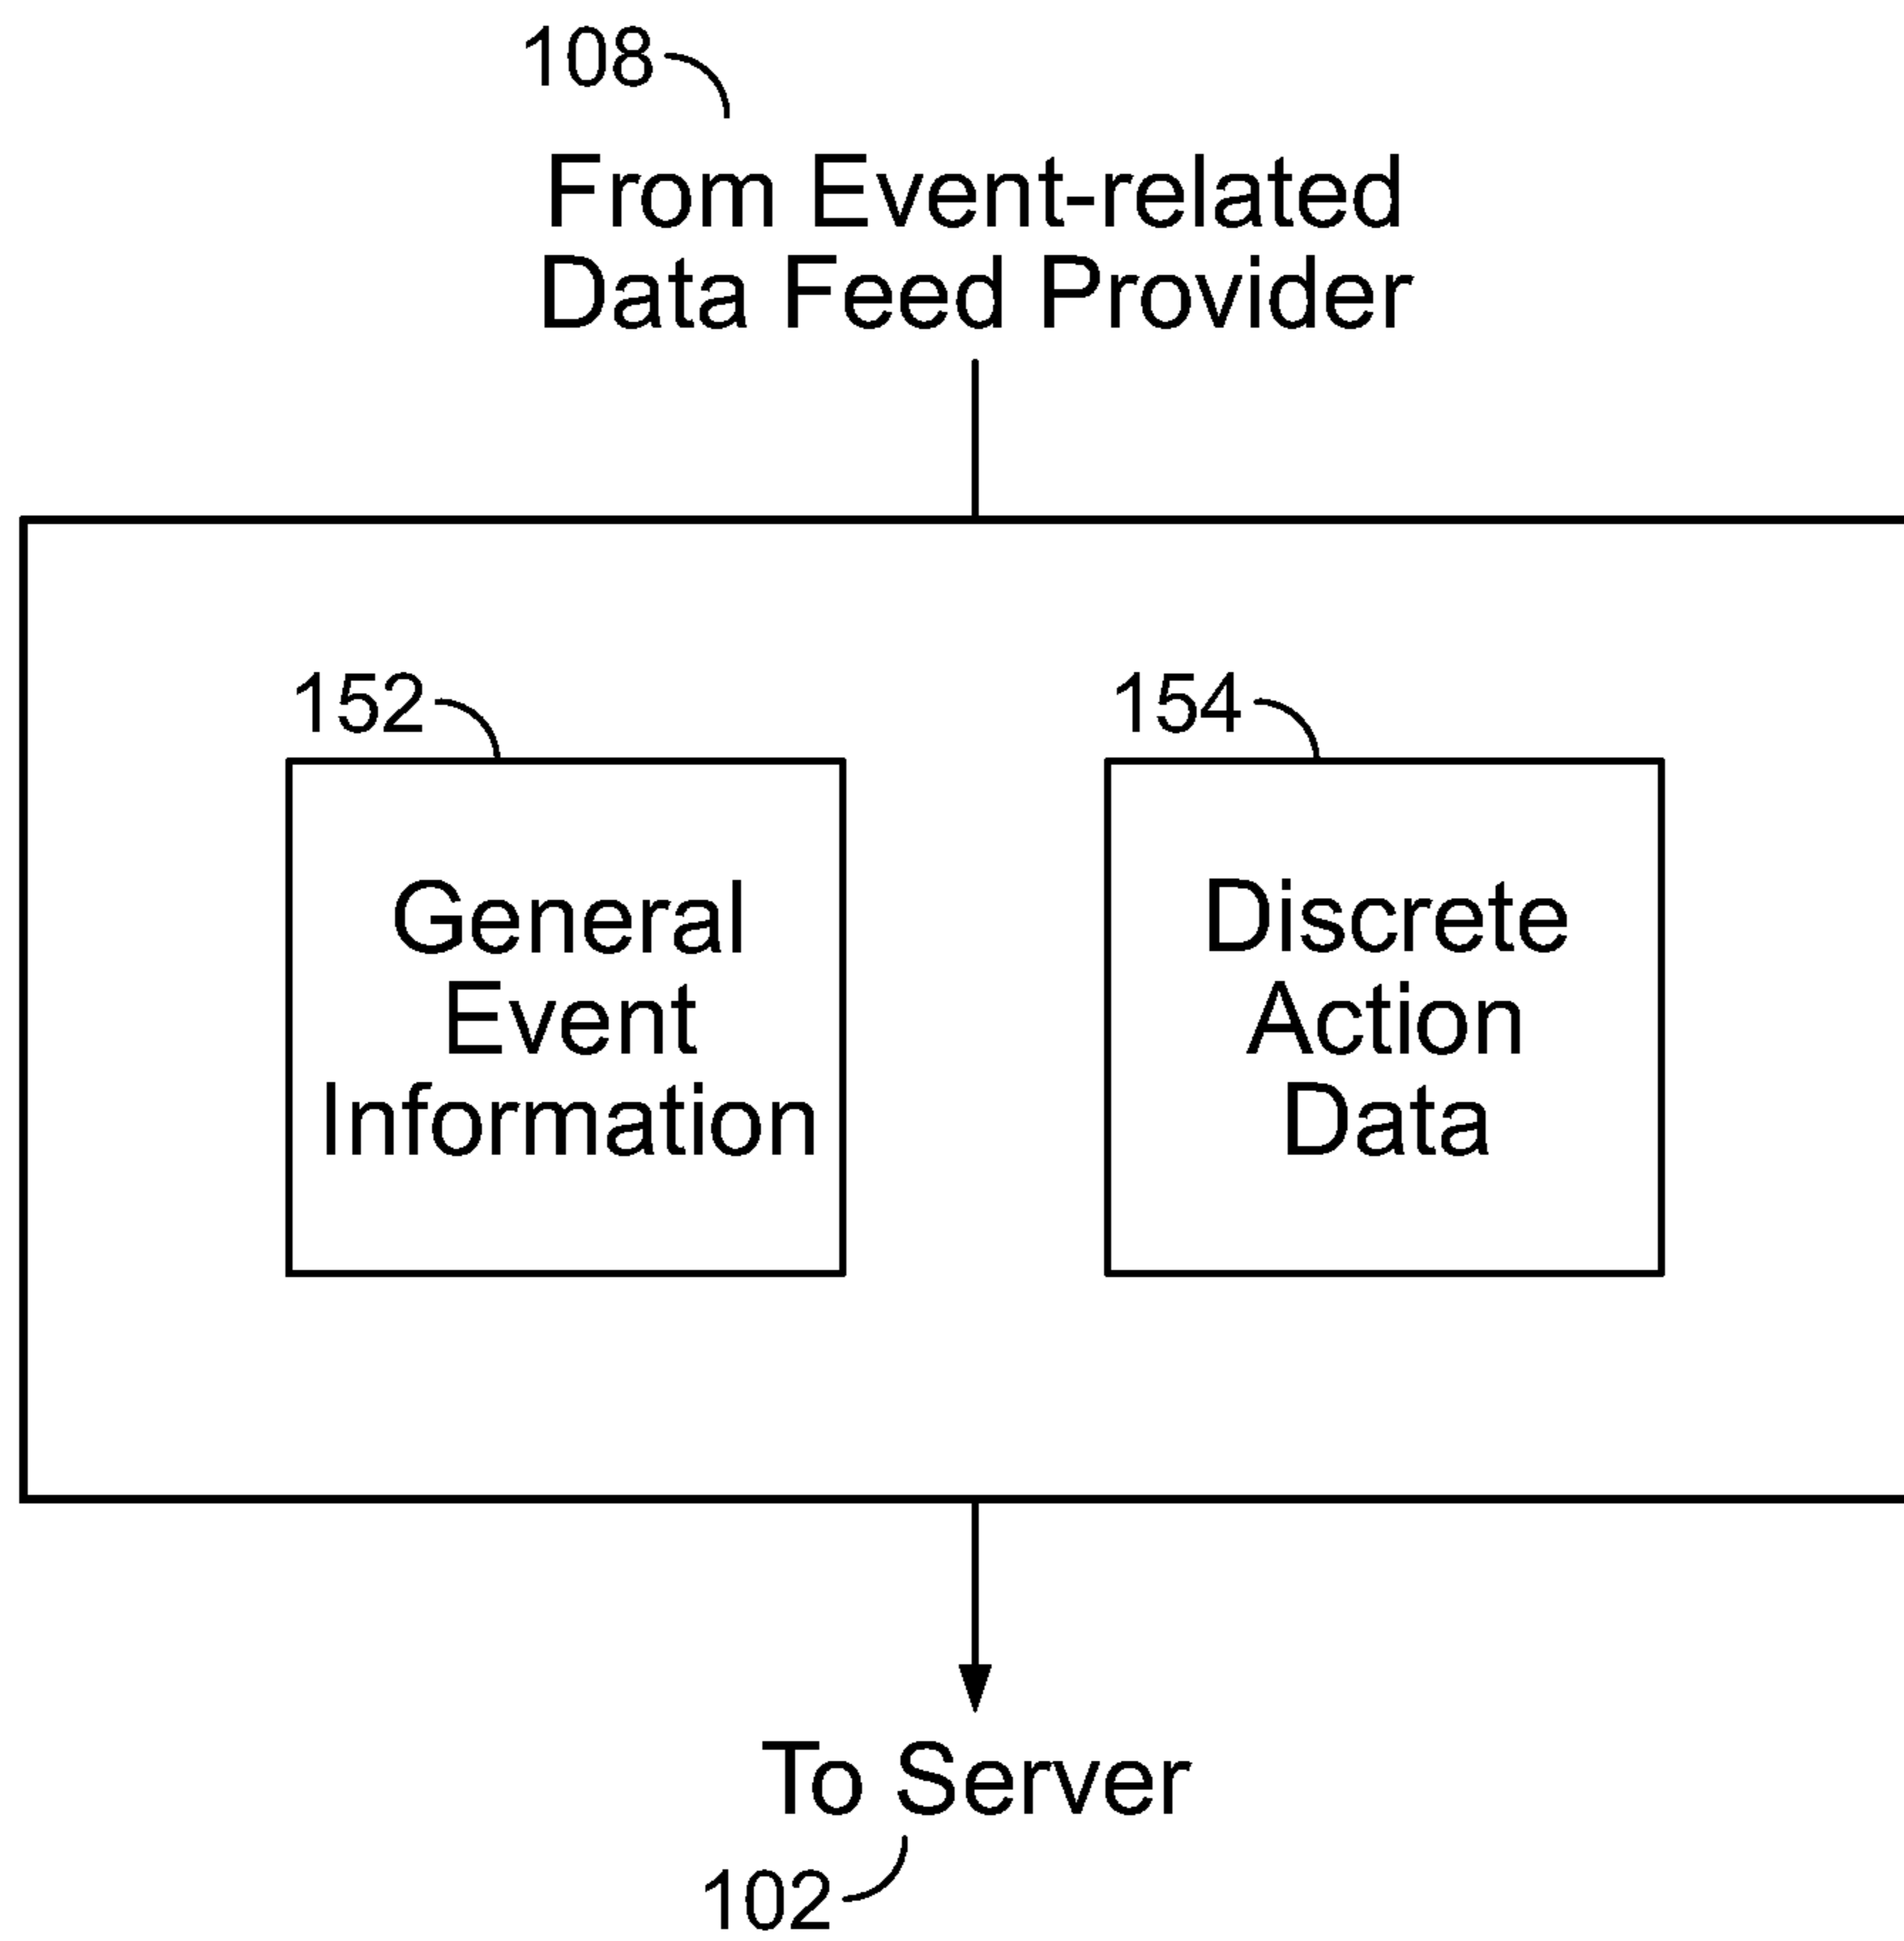 108
From Event-related
Data Feed Provider
152
154
General
Event
Information
Discrete
Action
Data
To Server
102